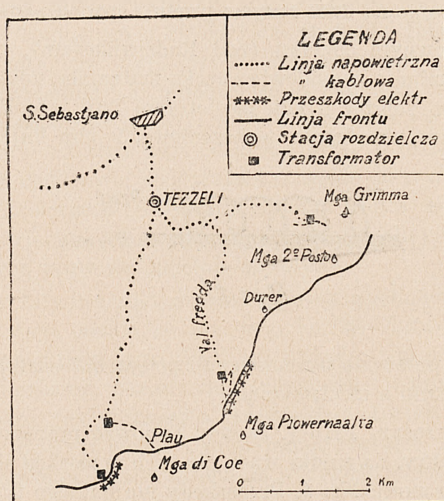 LEGENDA
Linja napowietrzna
" kablowa
Przeszkody elektr
Linja frontu
Stacja rozdzielcza
Transformator
S.Sebastjano
TEZZELI
Mga Grimma
Mga 2º Posto
Durer
Val fredda
Plau
Mga Piowernaalta
Mga di Coe
0 1 2 Km